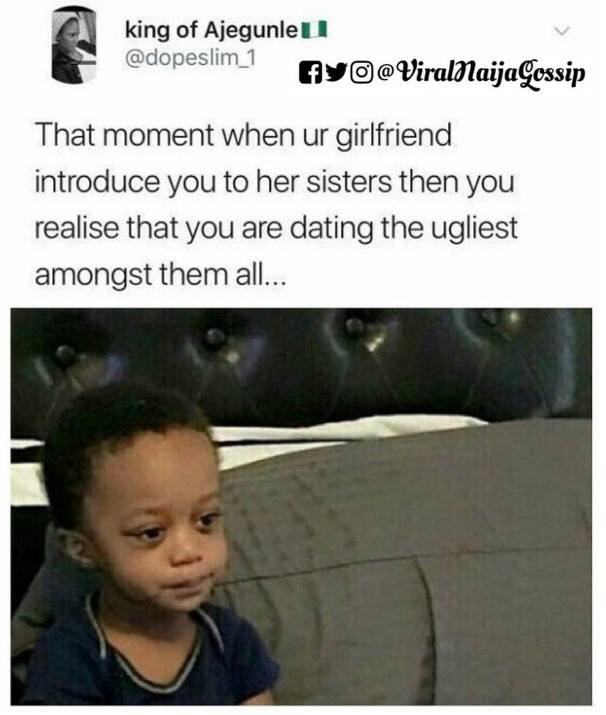 king of Ajegunle🇳🇬
@dopeslim_1
@ViralNaijaGossip
That moment when ur girlfriend
introduce you to her sisters then you
realise that you are dating the ugliest
amongst them all...